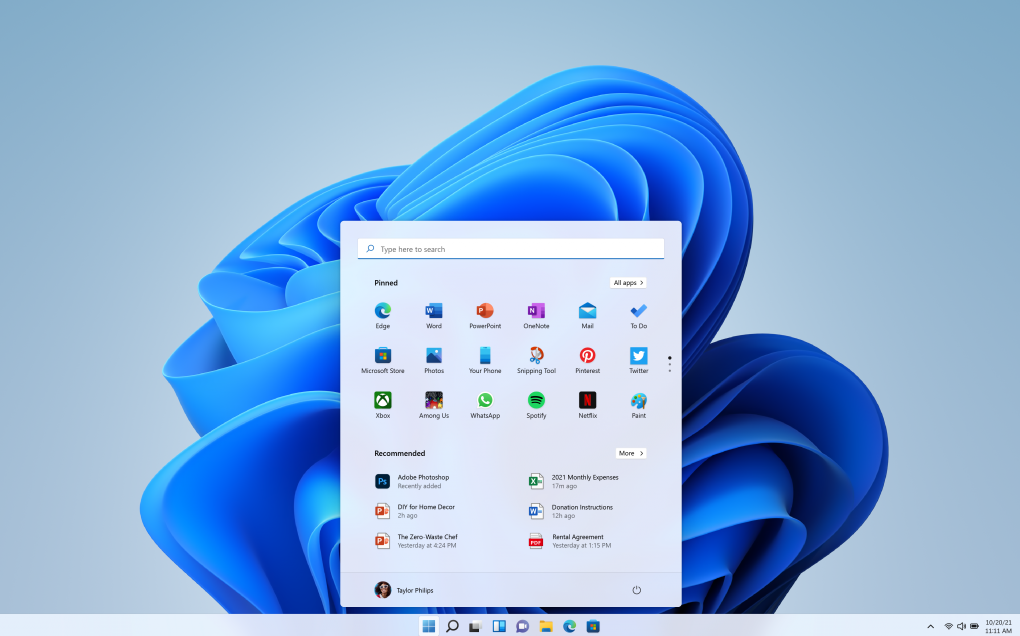 Type here to search
Pinned
All apps
Edge
Word
PowerPoint
OneNote
Mail
To Do
Microsoft Store
Photos
Your Phone
Snipping Tool
Pinterest
Twitter
Xbox
Among Us
WhatsApp
Spotify
Netflix
Paint
Recommended
More
Adobe Photoshop
Recently added
2021 Monthly Expenses
17m ago
DIY for Home Decor
2h ago
Donation Instructions
12h ago
The Zero-Waste Chef
Yesterday at 4:24 PM
Rental Agreement
Yesterday at 1:15 PM
Taylor Philips
10/20/21
11:11 AM